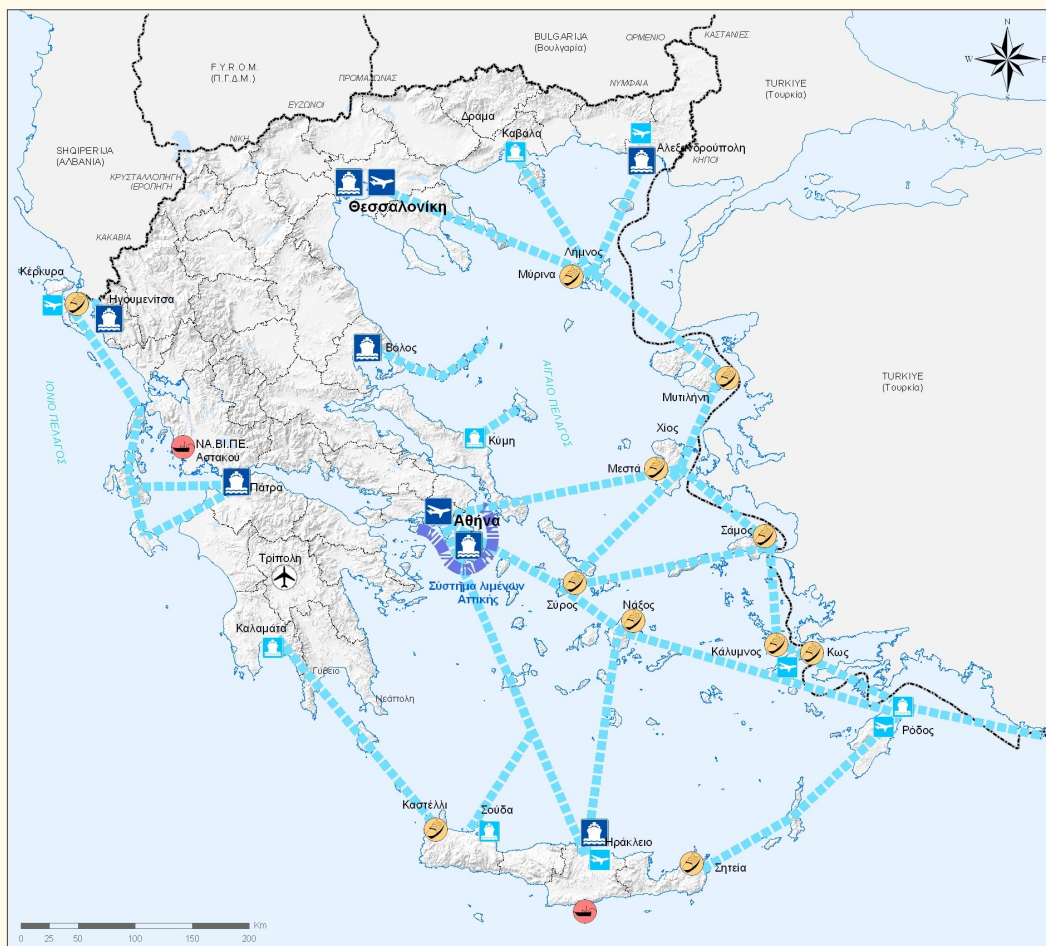 N
W
E
S
BULGARIJA
(Βουλγαρία)
ΟΡΜΕΝΙΟ
ΚΑΣΤΑΝΙΕΣ
F.Y.R.O.M.
(Π.Γ.Δ.Μ.)
ΠΡΟΜΑΧΩΝΑΣ
ΝΥΜΦΑΙΑ
TURKIYE
(Τουρκία)
ΕΥΖΩΝΟΙ
Δράμα
Καβάλα
ΝΙΚΗ
Αλεξανδρούπολη
ΚΗΠΟΙ
SHQIPERIJA
(ΑΛΒΑΝΙΑ)
ΚΡΥΣΤΑΛΛΟΠΗΓΗ
ΙΕΡΟΠΗΓΗ
Θεσσαλονίκη
ΚΑΚΑΒΙΑ
Λήμνος
Μύρινα
Κέρκυρα
Ηγουμενίτσα
Βόλος
ΑΙΓΑΙΟ ΠΕΛΑΓΟΣ
TURKIYE
(Τουρκία)
ΙΟΝΙΟ ΠΕΛΑΓΟΣ
Μυτιλήνη
Χίος
ΝΑ.ΒΙ.ΠΕ.
Αστακού
Κύμη
Μεστά
Πάτρα
Αθήνα
Σάμος
Τρίπολη
Σύστημα λιμένων
Αττικής
Σύρος
Νάξος
Καλαμάτα
Κάλυμνος
Κως
Γύθειο
Νεάπολη
Ρόδος
Καστέλλι
Σούδα
Ηράκλειο
Σητεία
Km
0 25 50 100 150 200